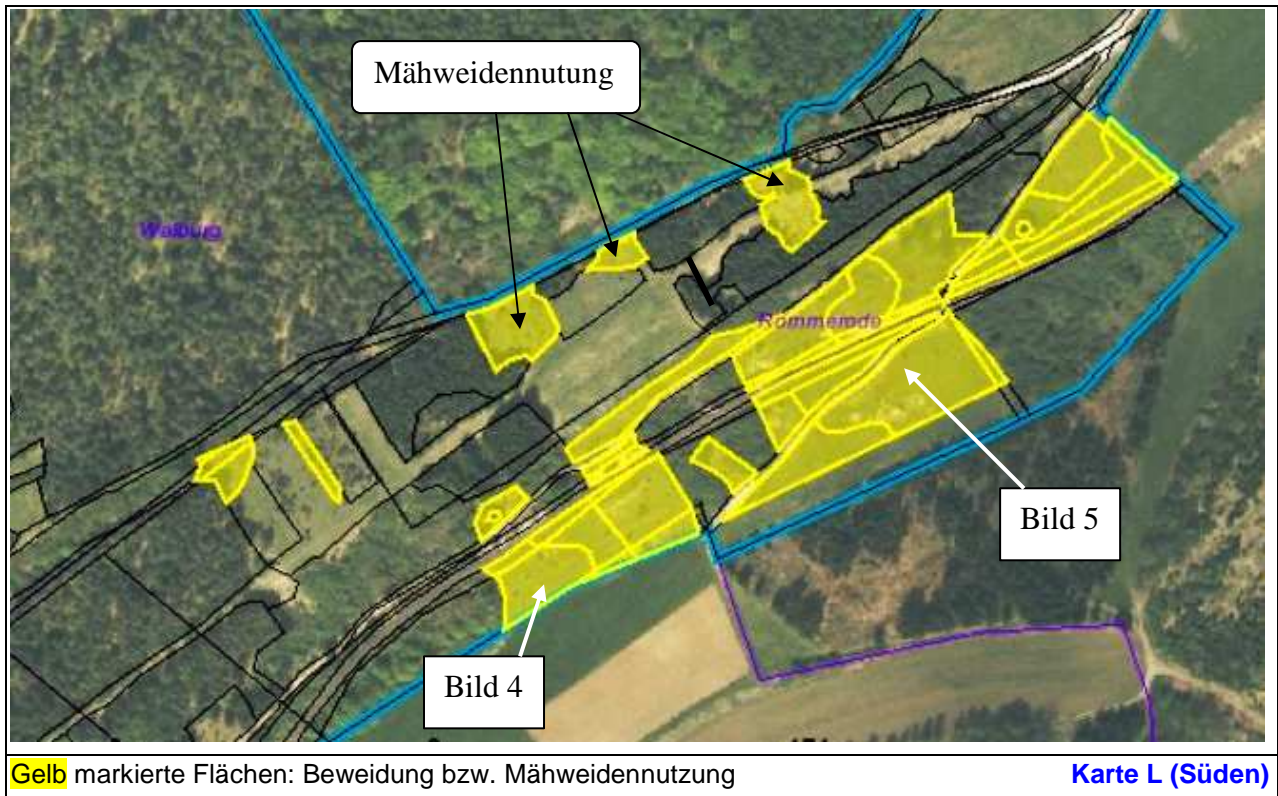 Mähweidennutung
Walburg
Rommerode
Bild 5
Bild 4
Gelb markierte Flächen: Beweidung bzw. Mähweidennutzung
Karte L (Süden)